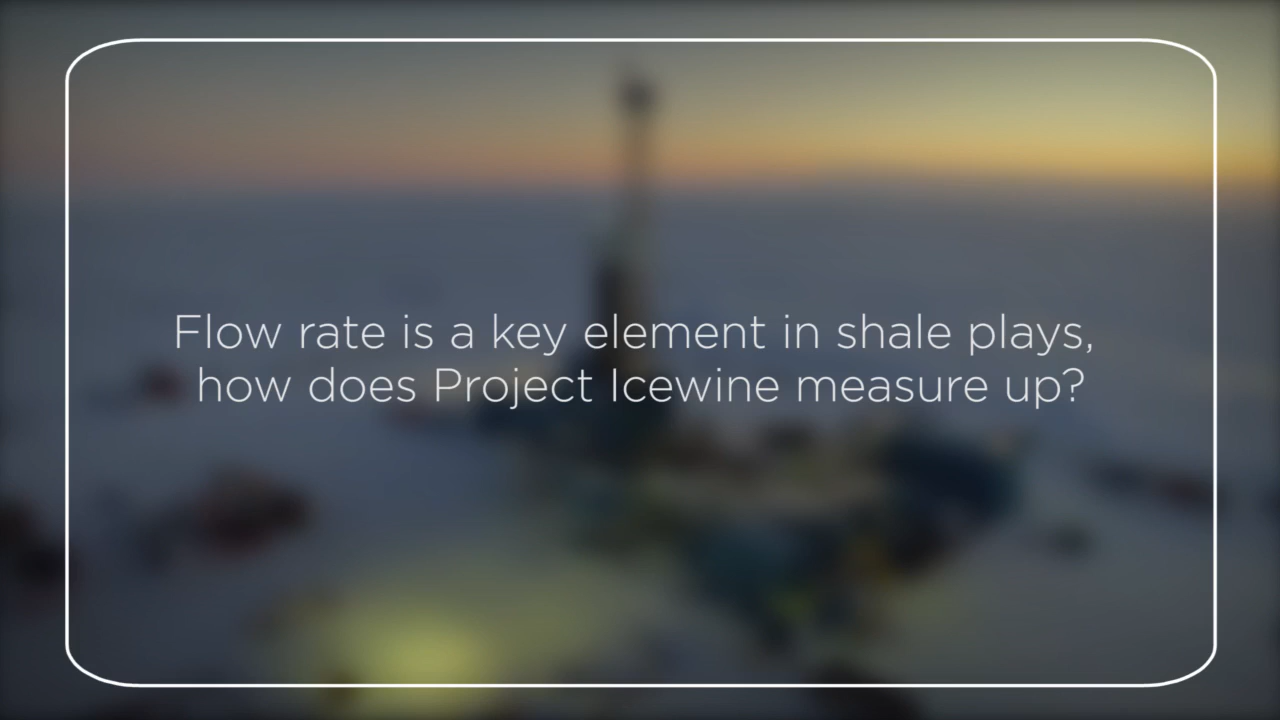 Flow rate is a key element in shale plays,
how does Project Icewine measure up?